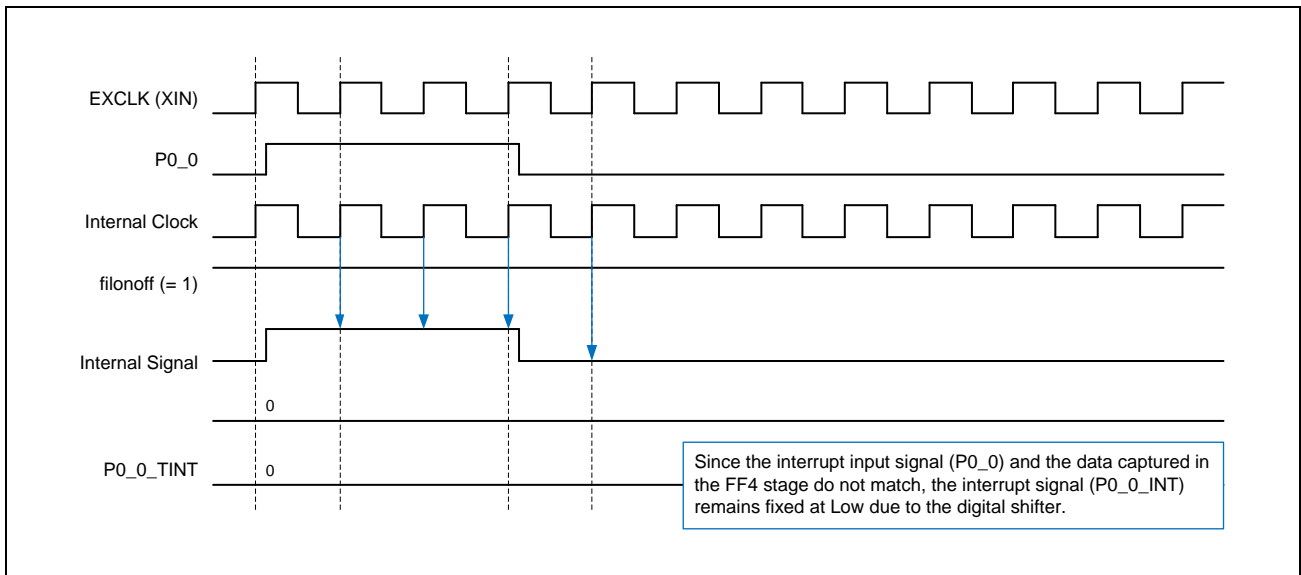 EXCLK (XIN)
P0_0
Internal Clock
filonoff (= 1)
Internal Signal
0
P0_0_TINT
0
Since the interrupt input signal (P0_0) and the data captured in
the FF4 stage do not match, the interrupt signal (P0_0_INT)
remains fixed at Low due to the digital shifter.